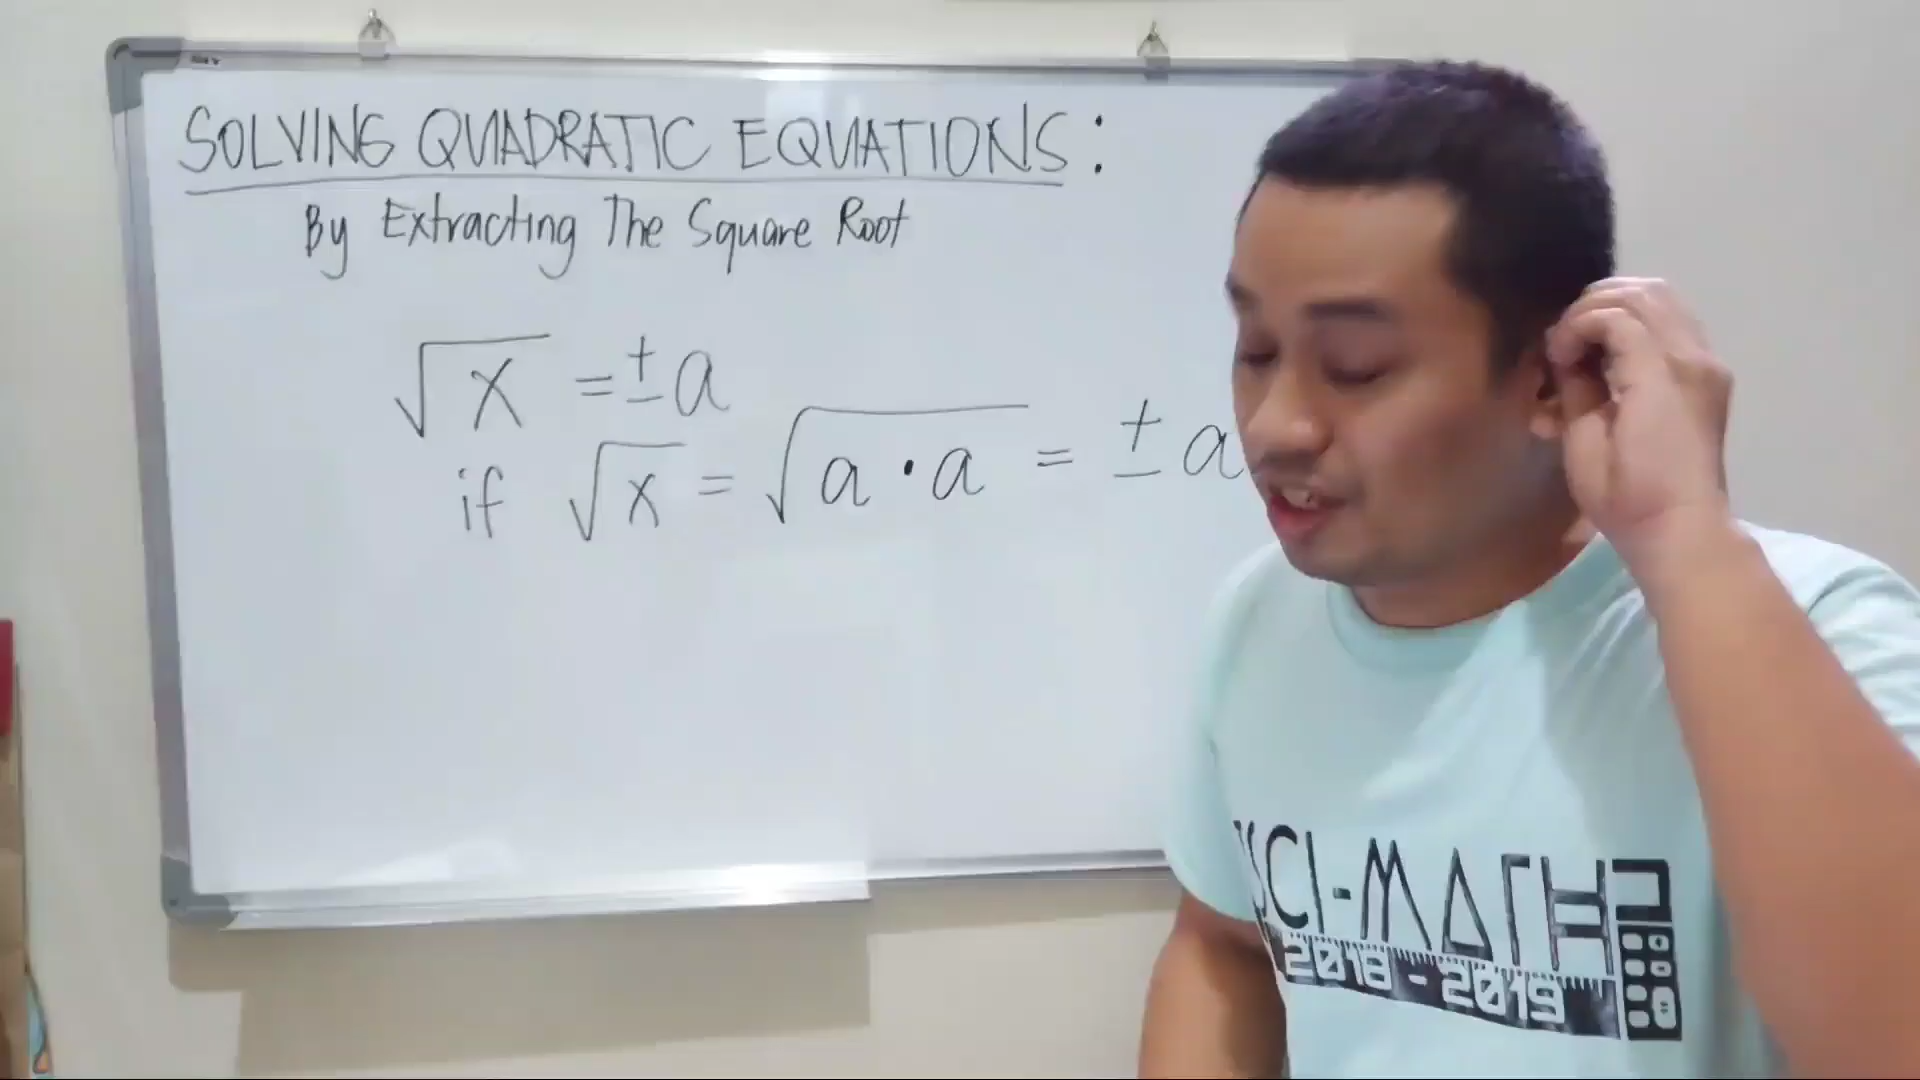 SOLVING QUADRATIC EQUATIONS:
By Extracting The Square Root
√x = ± a
if √x = √a · a = ± a
SCI-MATH
2018 - 2019